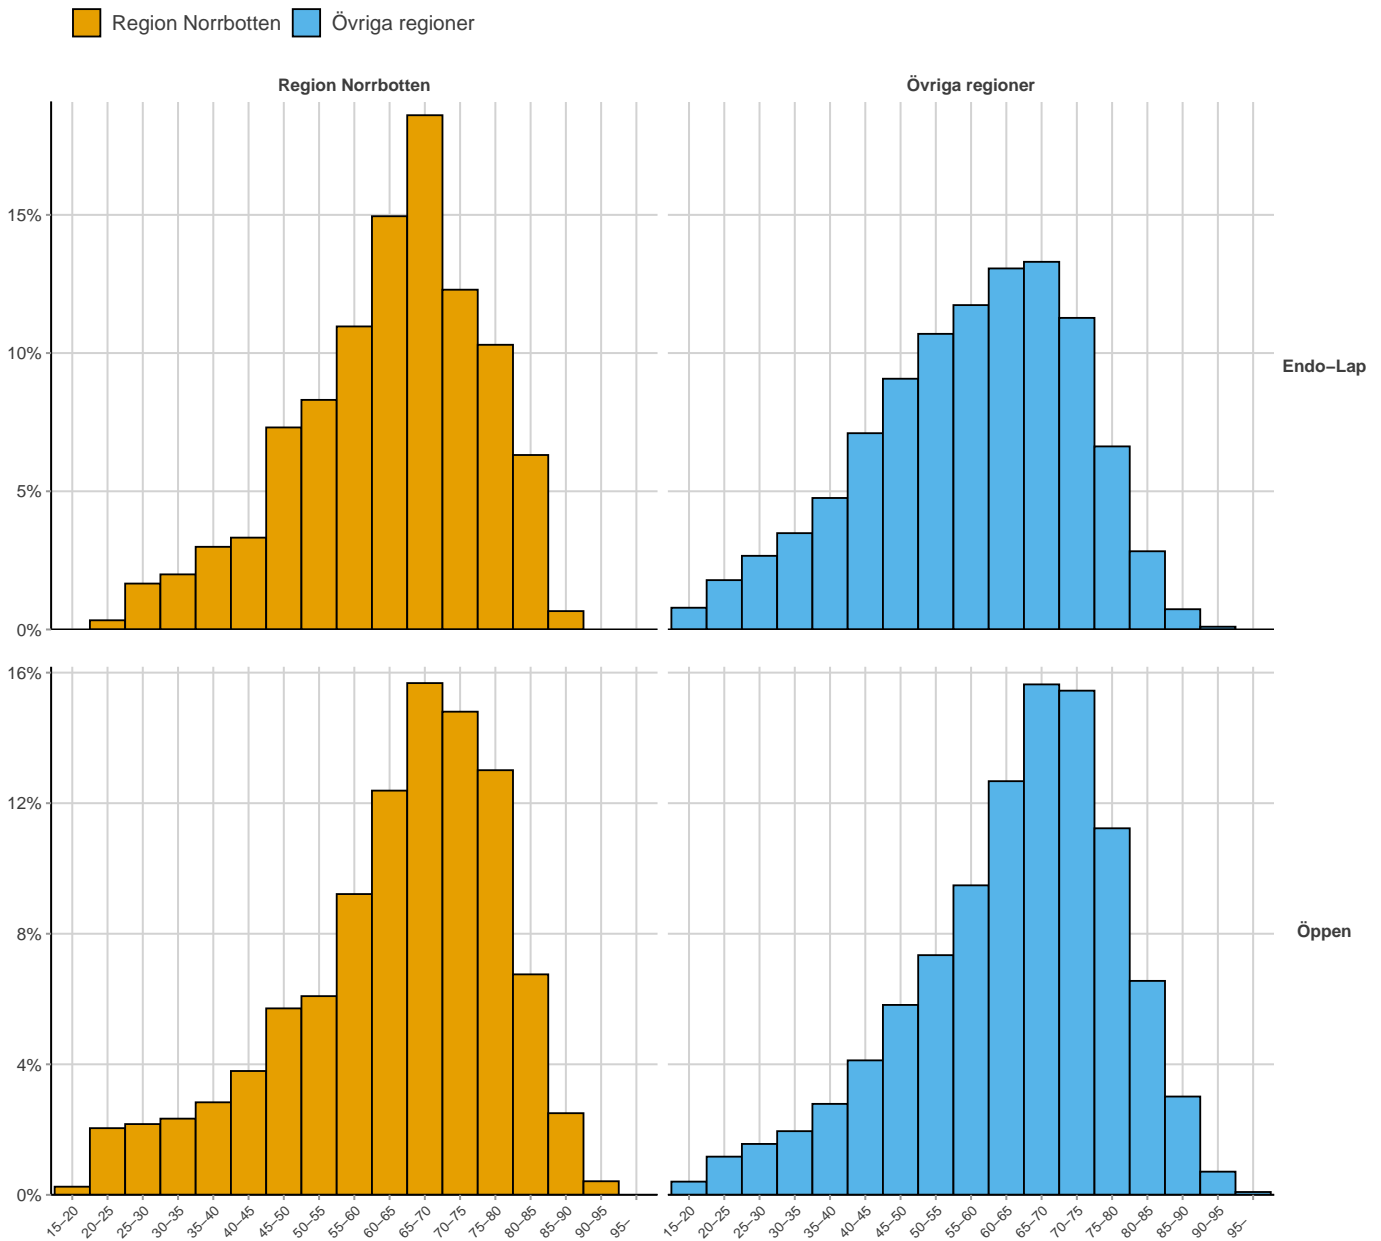 Region Norrbotten Övriga regioner
Region Norrbotten Övriga regioner
15%
10%
5%
0%
Endo–Lap
16%
12%
8%
4%
0%
Öppen
15–20 20–25 25–30 30–35 35–40 40–45 45–50 50–55 55–60 60–65 65–70 70–75 75–80 80–85 85–90 90–95 95– 15–20 20–25 25–30 30–35 35–40 40–45 45–50 50–55 55–60 60–65 65–70 70–75 75–80 80–85 85–90 90–95 95–